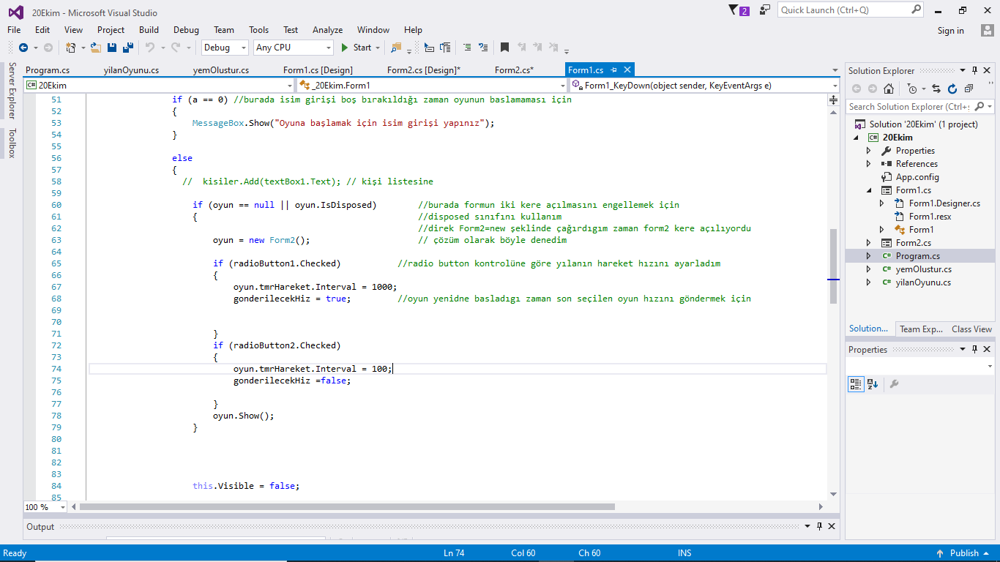 20Ekim - Microsoft Visual Studio
2
Quick Launch (Ctrl+Q)
File Edit View Project Build Debug Team Tools Test Analyze Window Help
Sign in
Debug Any CPU Start
Server Explorer
Toolbox
Program.cs yilanOyunu.cs yemOlustur.cs Form1.cs [Design] Form2.cs [Design]* Form2.cs* Form1.cs
C# 20Ekim _20Ekim.Form1 Form1_KeyDown(object sender, KeyEventArgs e)
51 if (a == 0) //burada isim girişi boş bırakıldığı zaman oyunun baslamaması için
52 {
53 MessageBox.Show("Oyuna başlamak için isim girişi yapınız");
54 }
55
56 else
57 {
58 // kisiler.Add(textBox1.Text); // kişi listesine
59
60 if (oyun == null || oyun.IsDisposed) //burada formun iki kere açılmasını engellemek için
61 { //disposed sınıfını kullanım
62 //direk Form2=new şeklinde çağırdıgım zaman form2 kere açılıyordu
63 oyun = new Form2(); // çözüm olarak böyle denedim
64
65 if (radioButton1.Checked) //radio button kontrolüne göre yılanın hareket hızını ayarladım
66 {
67 oyun.tmrHareket.Interval = 1000;
68 gonderilecekHiz = true; //oyun yenidne basladıgı zaman son seçilen oyun hızını göndermek için
69
70
71 }
72 if (radioButton2.Checked)
73 {
74 oyun.tmrHareket.Interval = 100;
75 gonderilecekHiz =false;
76
77 }
78 oyun.Show();
79 }
80
81
82
83
84 this.Visible = false;
85
100 %
Output
Solution Explorer
Search Solution Explorer (Ctrl+ş
Solution '20Ekim' (1 project)
C# 20Ekim
Properties
References
App.config
Form1.cs
Form1.Designer.cs
Form1.resx
Form1
Form2.cs
C# Program.cs
C# yemOlustur.cs
C# yilanOyunu.cs
Solution... Team Exp... Class View
Properties
Ready Ln 74 Col 60 Ch 60 INS Publish